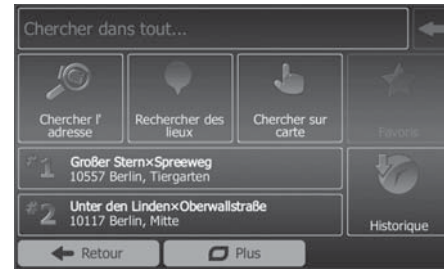 Chercher dans tout...
Chercher l'
adresse
Rechercher des
lieux
Chercher sur
carte
Favoris
#1 Großer Stern×Spreeweg
10557 Berlin, Tiergarten
#2 Unter den Linden×Oberwallstraße
10117 Berlin, Mitte
Historique
Retour
Plus